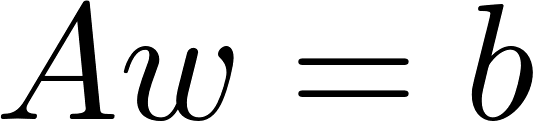 Aw = b